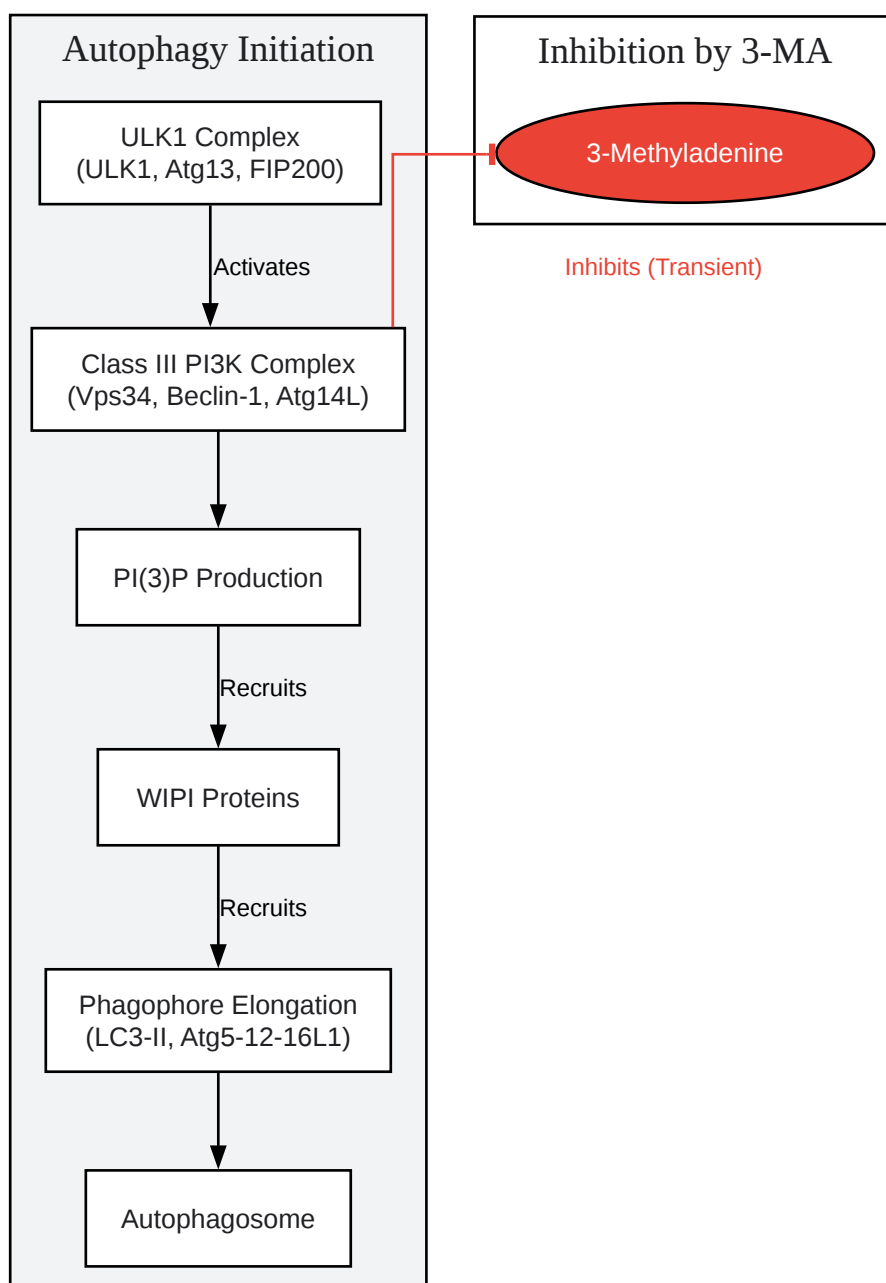 Autophagy Initiation
ULK1 Complex
(ULK1, Atg13, FIP200)
Activates
Class III PI3K Complex
(Vps34, Beclin-1, Atg14L)
PI(3)P Production
Recruits
WIPI Proteins
Recruits
Phagophore Elongation
(LC3-II, Atg5-12-16L1)
Autophagosome
Inhibition by 3-MA
3-Methyladenine
Inhibits (Transient)